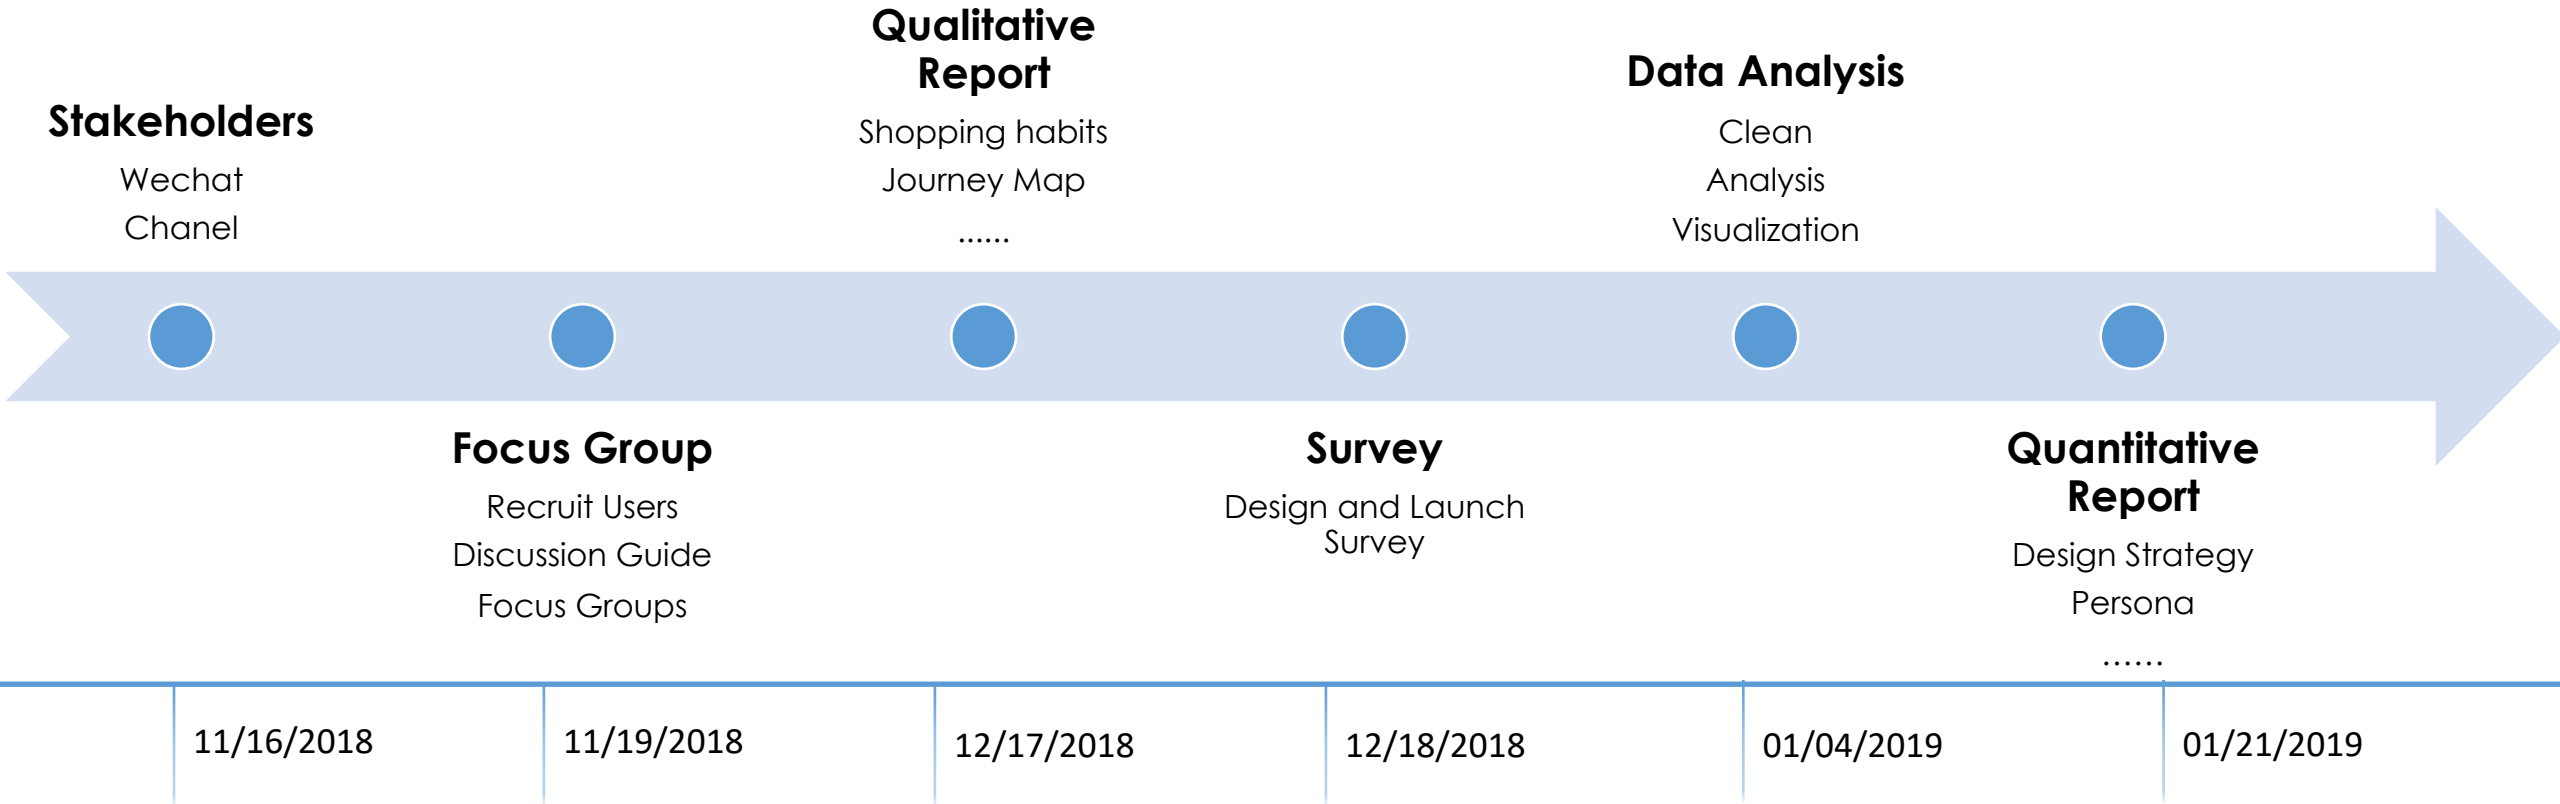 Stakeholders
Wechat
Chanel
Focus Group
Recruit Users
Discussion Guide
Focus Groups
Qualitative
Report
Shopping habits
Journey Map
......
Survey
Design and Launch
Survey
Data Analysis
Clean
Analysis
Visualization
Quantitative
Report
Design Strategy
Persona
......
11/16/2018
11/19/2018
12/17/2018
12/18/2018
01/04/2019
01/21/2019